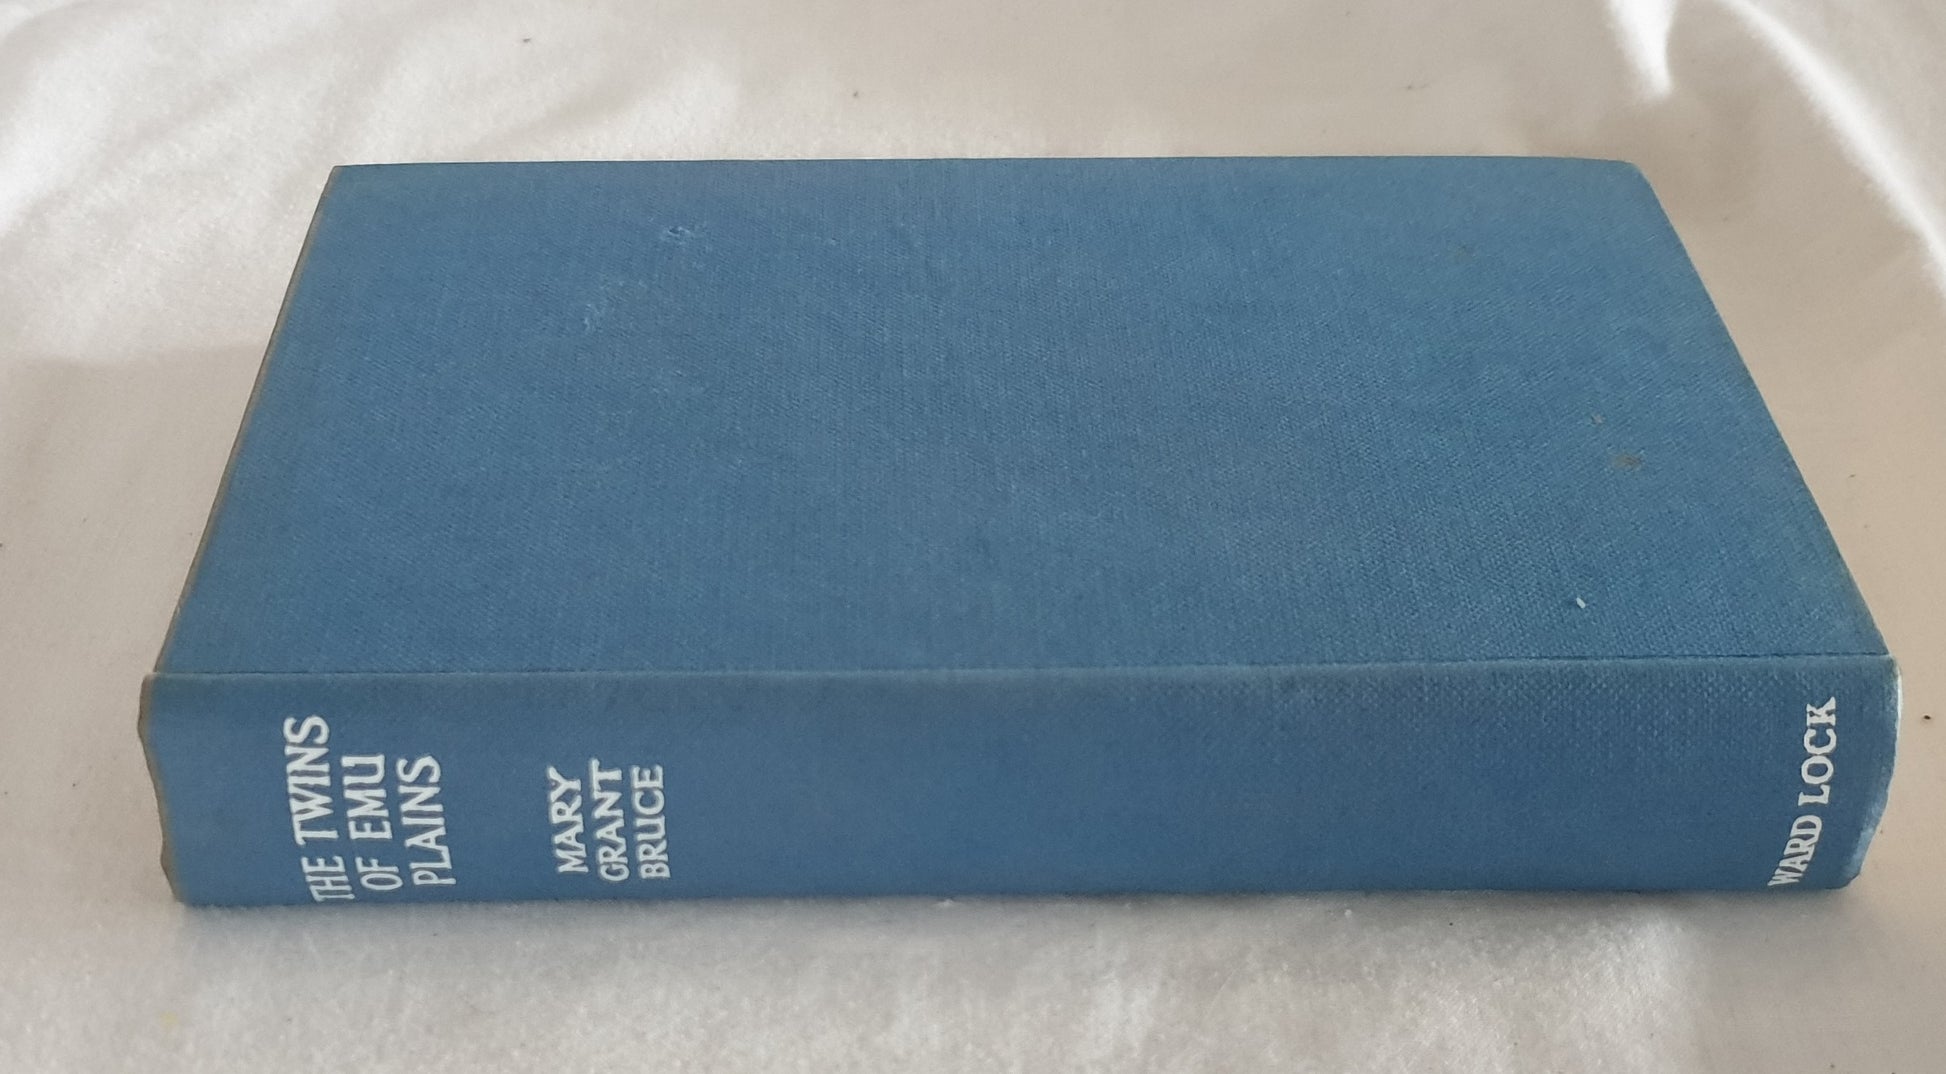 THE TWINS
OF EMU
PLAINS
MARY
GRANT
BRUCE
WARD LOCK